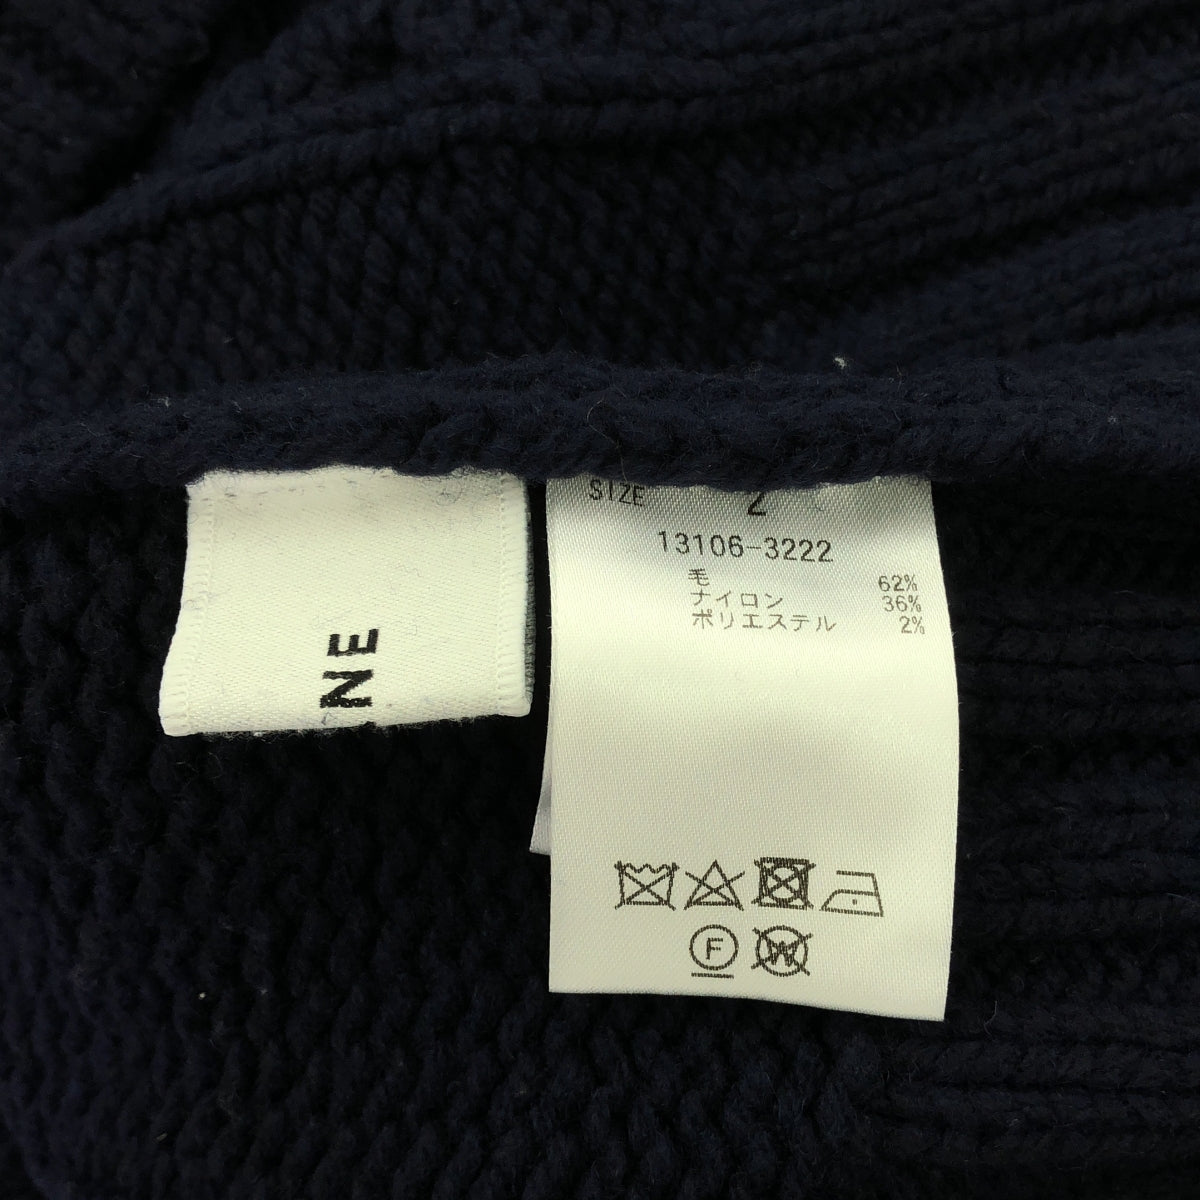 NE
SIZE 2
13106-3222
毛 62%
ナイロン 36%
ポリエステル 2%
F
W